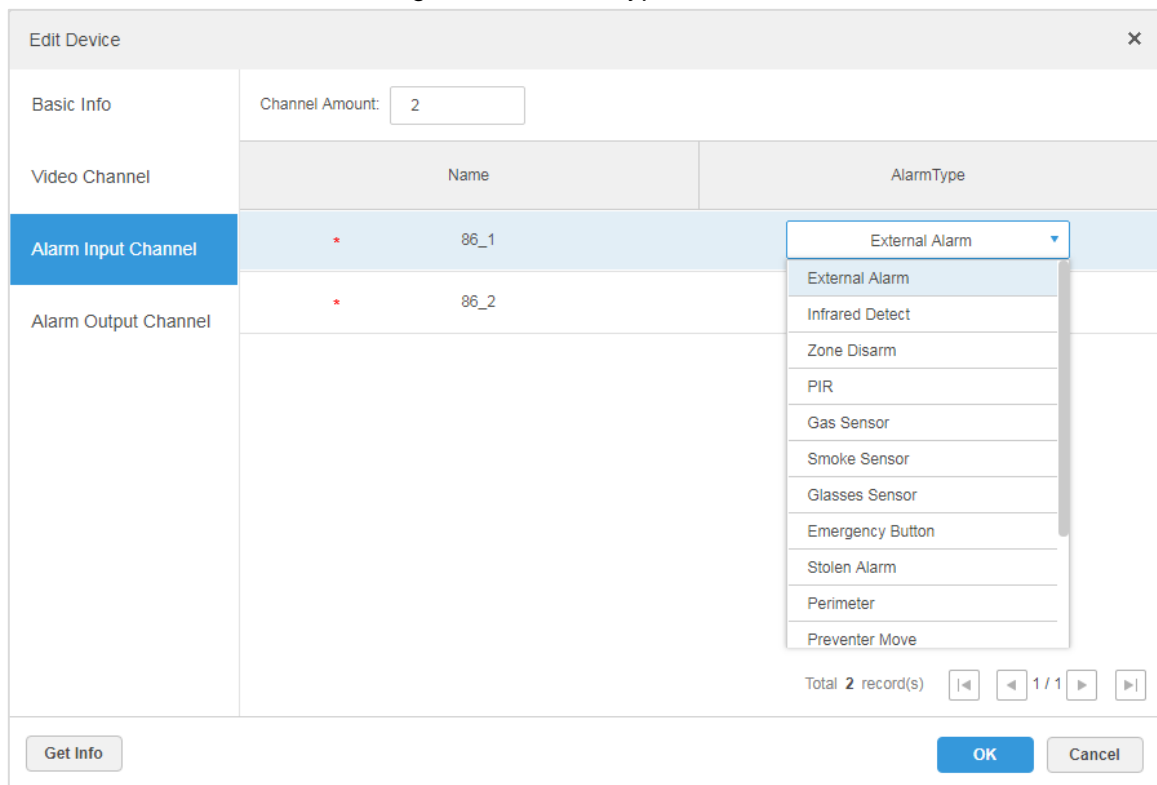 Edit Device ×
Basic Info
Channel Amount: 2
Video Channel
Name AlarmType
Alarm Input Channel
* 86_1 External Alarm
External Alarm
* 86_2
Alarm Output Channel
Infrared Detect
Zone Disarm
PIR
Gas Sensor
Smoke Sensor
Glasses Sensor
Emergency Button
Stolen Alarm
Perimeter
Preventer Move
Total 2 record(s) 1 / 1
Get Info OK Cancel